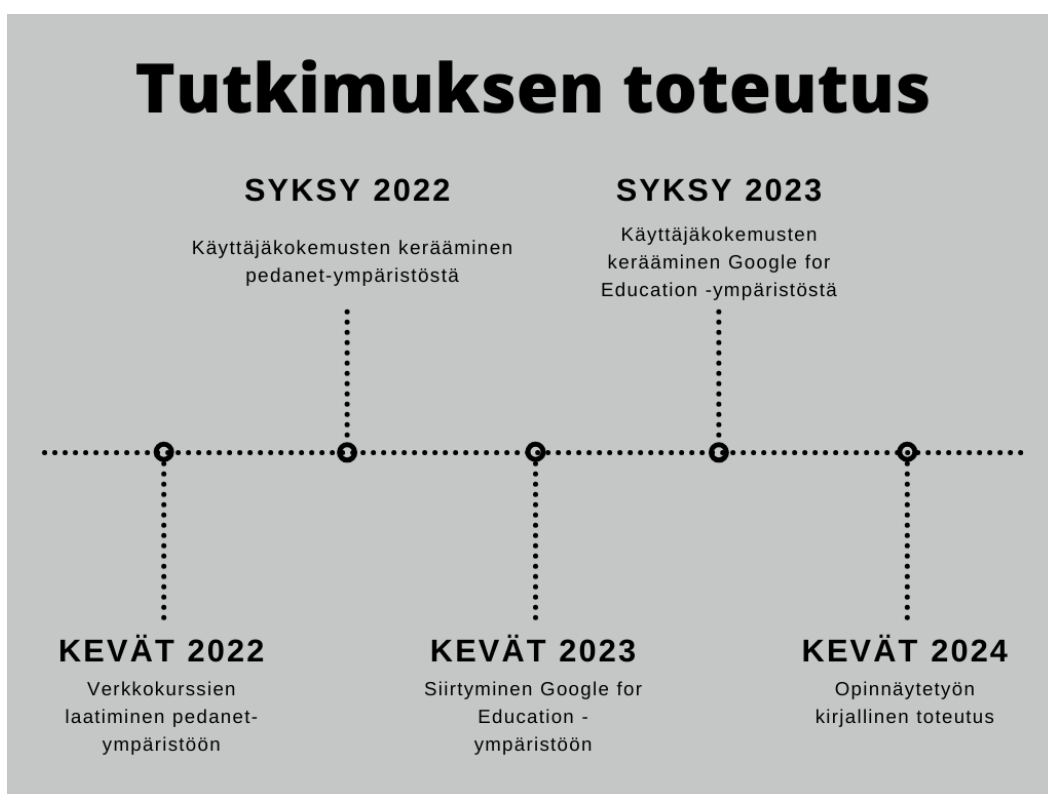 Tutkimuksen toteutus
SYKSY 2022
Käyttäjäkokemusten kerääminen
pedanet-ympäristöstä
SYKSY 2023
Käyttäjäkokemusten
kerääminen Google for
Education -ympäristöstä
KEVÄT 2022
Verkkokurssien
laatiminen pedanet-
ympäristöön
KEVÄT 2023
Siirtyminen Google for
Education -
ympäristöön
KEVÄT 2024
Opinnäytetyön
kirjallinen toteutus